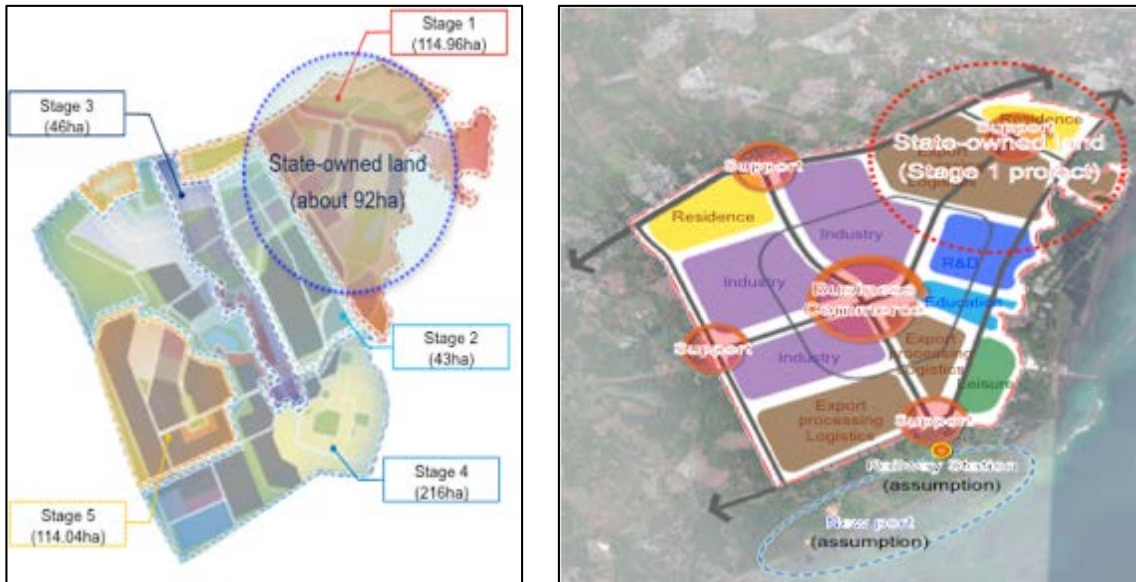 Stage 1
(114.96ha)
Stage 3
(46ha)
State-owned land
(about 92ha)
Stage 2
(43ha)
Stage 4
(216ha)
Stage 5
(114.04ha)
Residence
Support
State-owned land
(Stage 1 project)
Export
Logistics
Support
Residence
Industry
R&D
Industry
Business
Commerce
Education
Support
Industry
Export
processing
Logistics
Leisure
Export
processing
Logistics
Support
Railway Station
(assumption)
New port
(assumption)